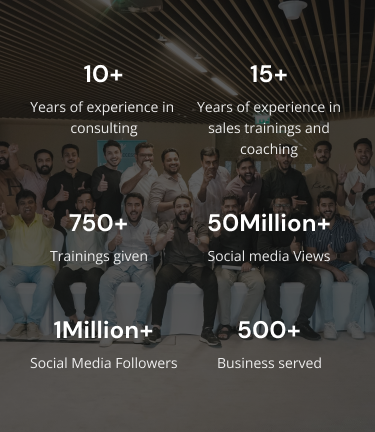 10+
Years of experience in
consulting
15+
Years of experience in
sales trainings and
coaching
750+
Trainings given
50Million+
Social media Views
1Million+
Social Media Followers
500+
Business served